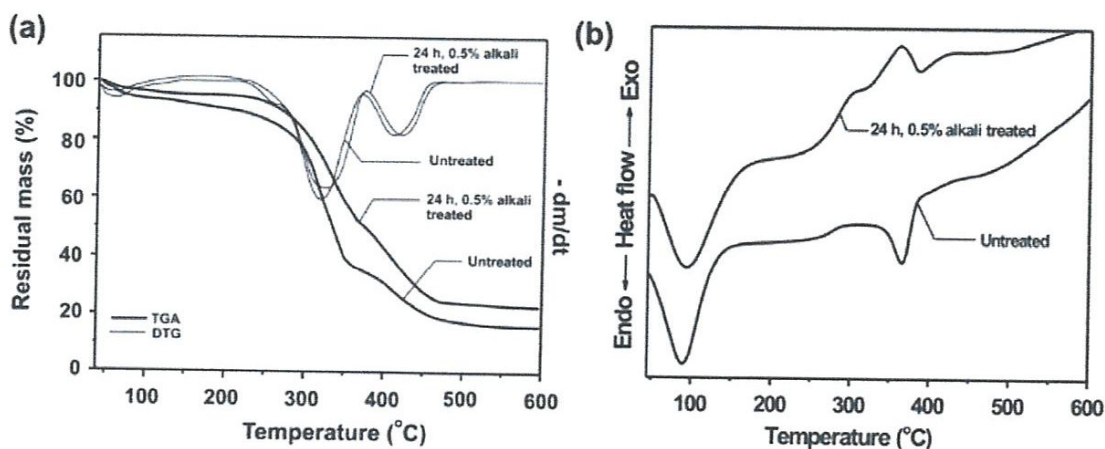 (a)
100
80
60
40
20
0
Residual mass (%)
24 h, 0.5% alkali
treated
Untreated
24 h, 0.5% alkali
treated
Untreated
TGA
DTG
- dm/dt
100
200
300
400
500
600
Temperature (°C)
(b)
Endo ← Heat flow → Exo
24 h, 0.5% alkali treated
Untreated
100
200
300
400
500
600
Temperature (°C)